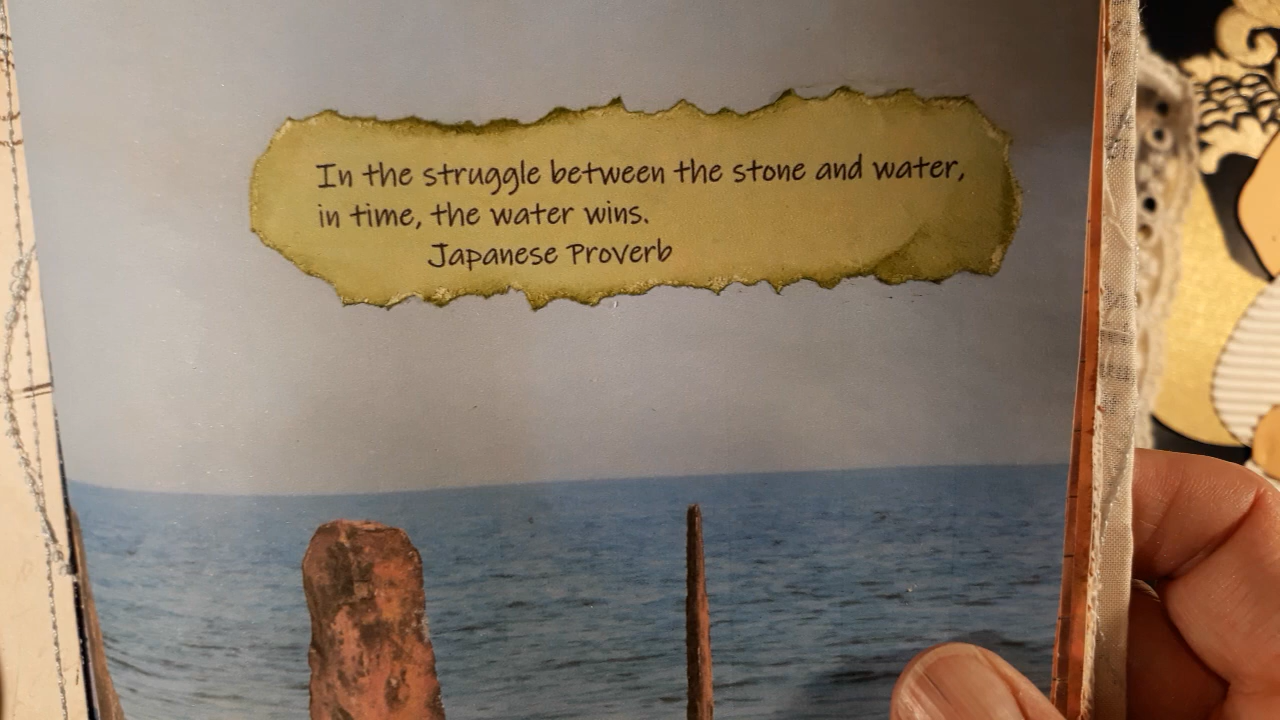 In the struggle between the stone and water,
in time, the water wins.
Japanese Proverb